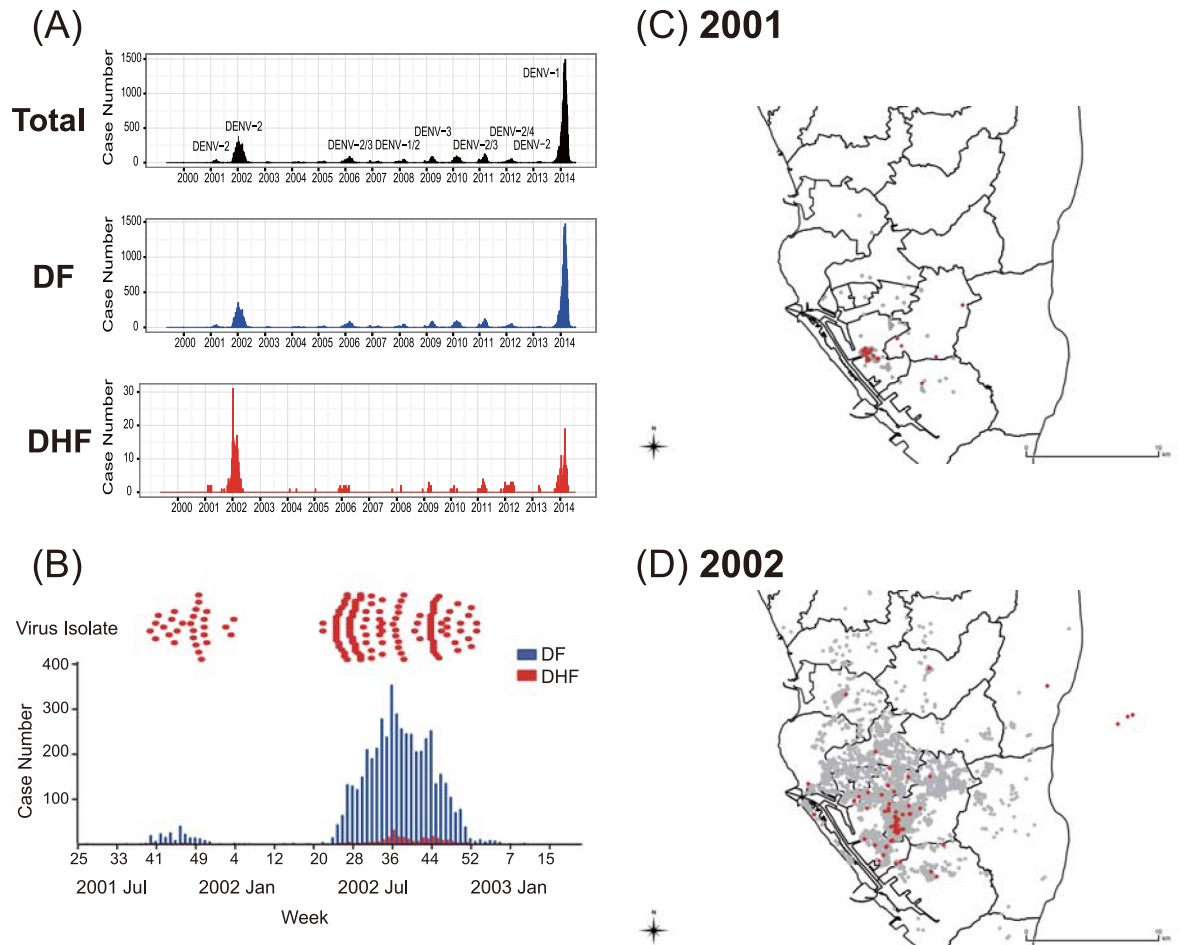 (A)
Total
Case Number
1500
1000
500
0
DENV-2
DENV-2
DENV-2/3
DENV-1/2
DENV-3
DENV-2/3
DENV-2/4
DENV-2
DENV-1
2000 2001 2002 2003 2004 2005 2006 2007 2008 2009 2010 2011 2012 2013 2014
DF
Case Number
1500
1000
500
0
2000 2001 2002 2003 2004 2005 2006 2007 2008 2009 2010 2011 2012 2013 2014
DHF
Case Number
30
20
10
0
2000 2001 2002 2003 2004 2005 2006 2007 2008 2009 2010 2011 2012 2013 2014
(B)
Virus Isolate
DF
DHF
Case Number
400
300
200
100
25 33 41 49 4 12 20 28 36 44 52 7 15
2001 Jul 2002 Jan 2002 Jul 2003 Jan
Week
(C) 2001
N
0 10
km
(D) 2002
N
0 10
km